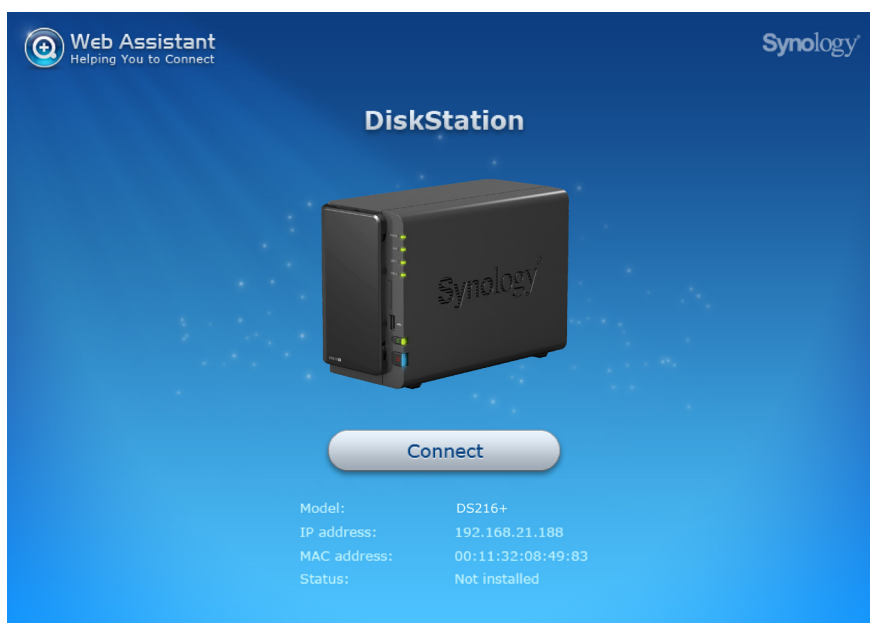 Web Assistant
Helping You to Connect
Synology
DiskStation
Synology
Connect
Model: DS216+
IP address: 192.168.21.188
MAC address: 00:11:32:08:49:83
Status: Not installed